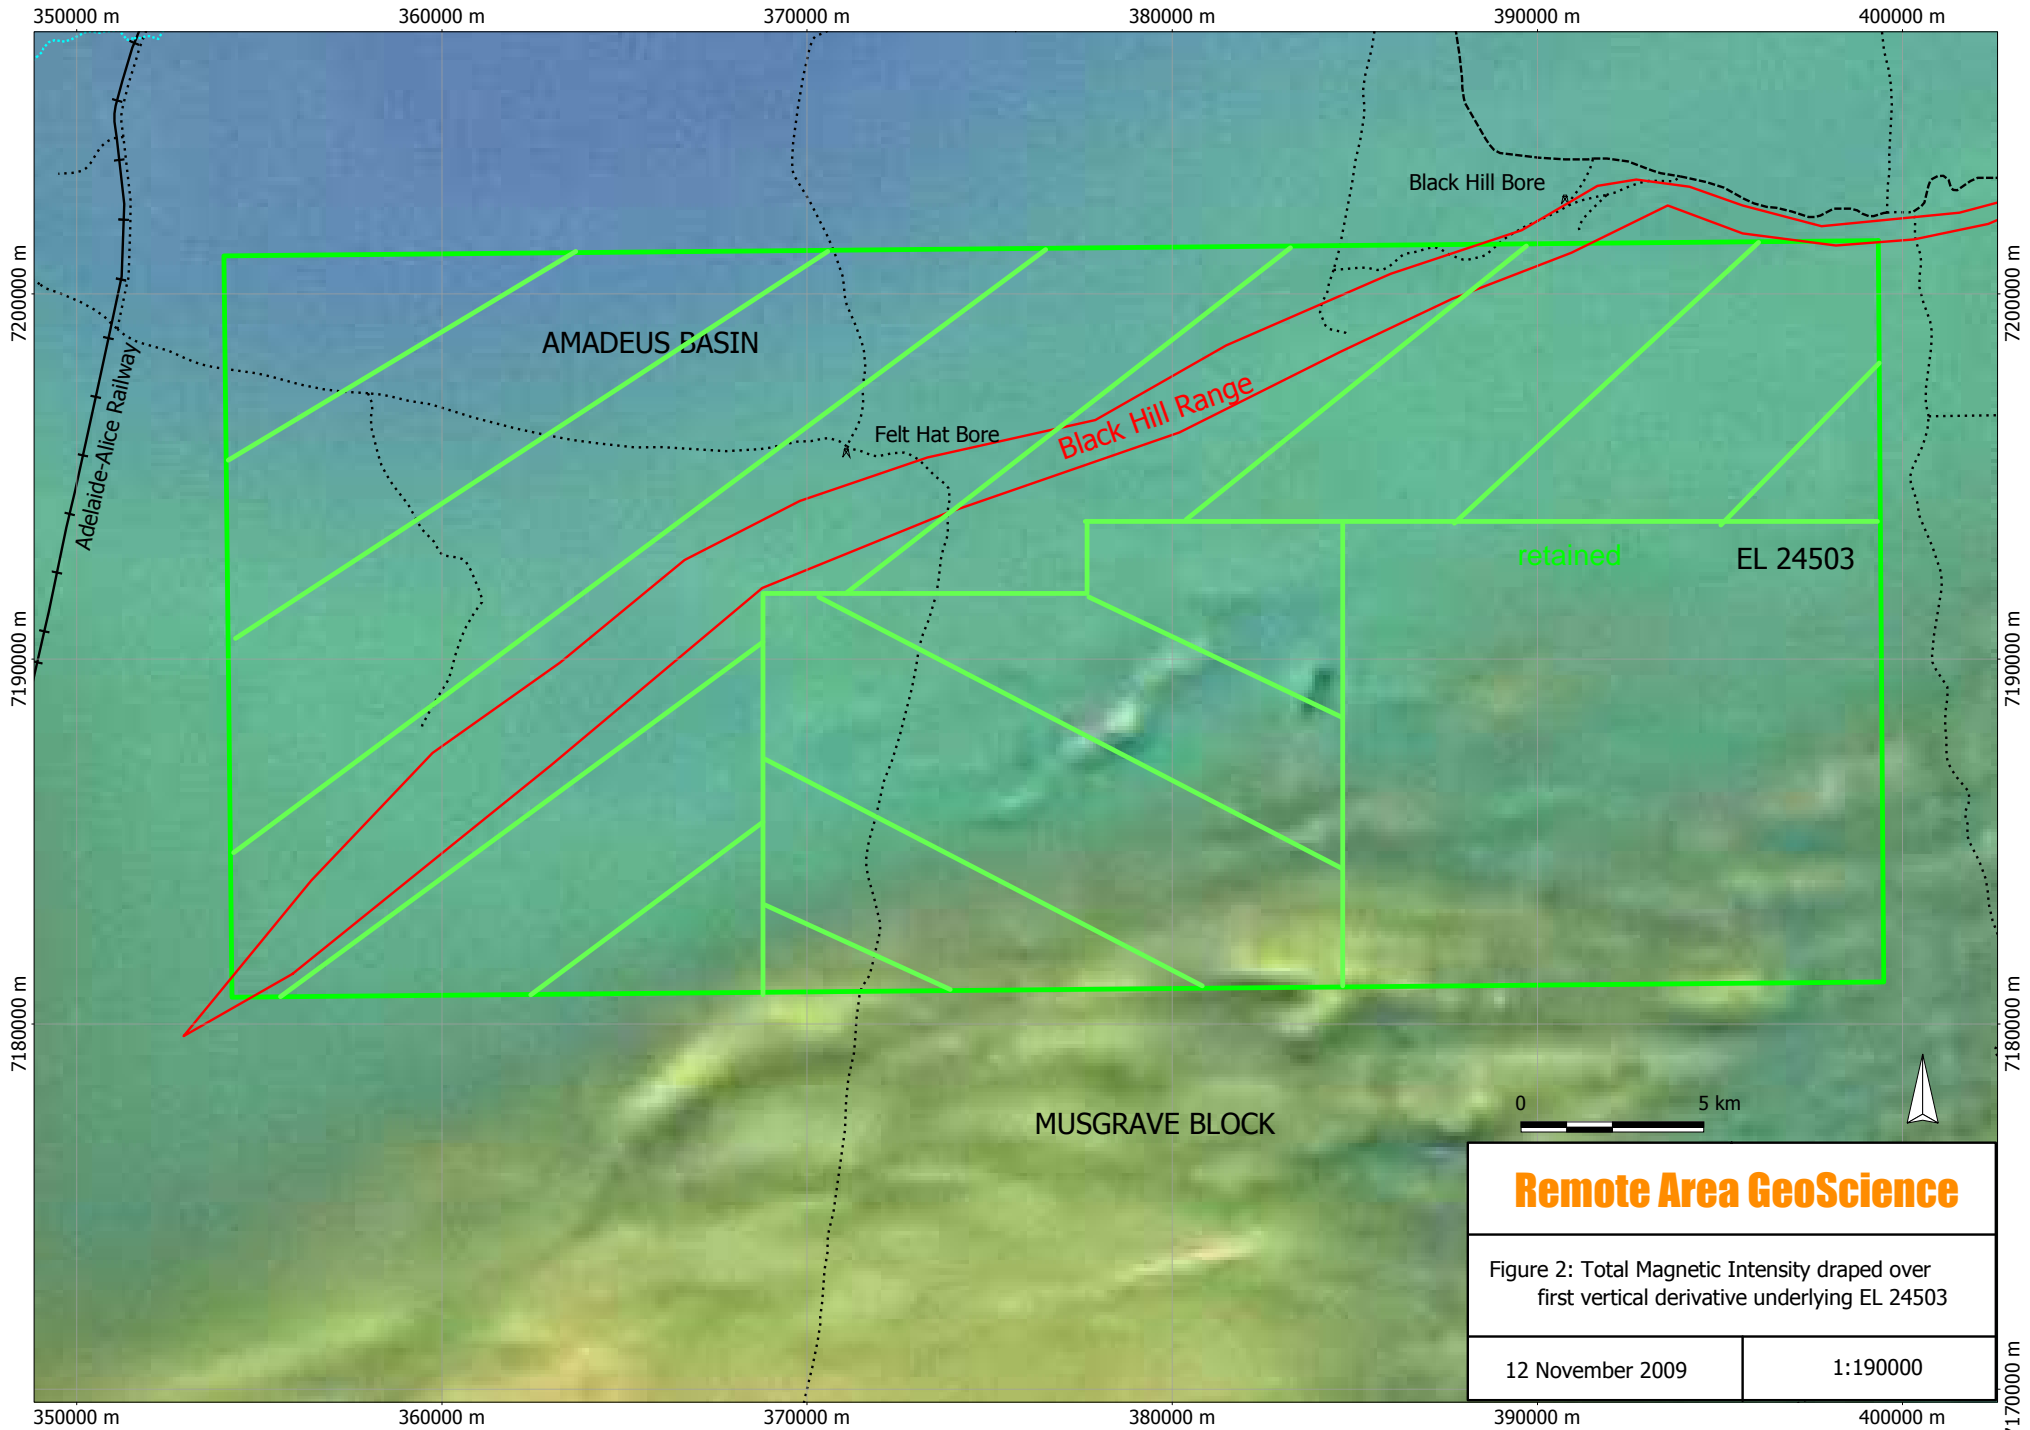 350000 m
360000 m
370000 m
380000 m
390000 m
400000 m
Black Hill Bore
7200000 m
7200000 m
AMADEUS BASIN
Adelaide-Alice Railway
Black Hill Range
Felt Hat Bore
retained
EL 24503
7190000 m
7190000 m
7180000 m
7180000 m
0
5 km
MUSGRAVE BLOCK
Remote Area GeoScience
Figure 2: Total Magnetic Intensity draped over
first vertical derivative underlying EL 24503
12 November 2009
1:190000
7170000 m
350000 m
360000 m
370000 m
380000 m
390000 m
400000 m